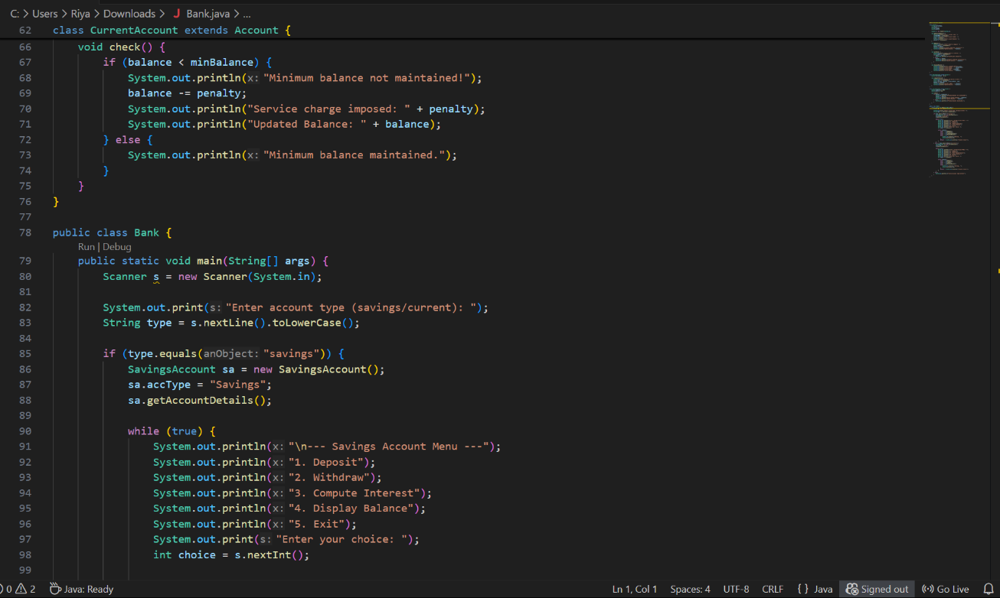 C: > Users > Riya > Downloads > J Bank.java > ...
62 class CurrentAccount extends Account {
66     void check() {
67         if (balance < minBalance) {
68             System.out.println(x: "Minimum balance not maintained!");
69             balance -= penalty;
70             System.out.println("Service charge imposed: " + penalty);
71             System.out.println("Updated Balance: " + balance);
72         } else {
73             System.out.println(x: "Minimum balance maintained.");
74         }
75     }
76 }
77
78 public class Bank {
Run | Debug
79     public static void main(String[] args) {
80         Scanner s = new Scanner(System.in);
81
82         System.out.print(s: "Enter account type (savings/current): ");
83         String type = s.nextLine().toLowerCase();
84
85         if (type.equals(anObject: "savings")) {
86             SavingsAccount sa = new SavingsAccount();
87             sa.accType = "Savings";
88             sa.getAccountDetails();
89
90             while (true) {
91                 System.out.println(x: "\n--- Savings Account Menu ---");
92                 System.out.println(x: "1. Deposit");
93                 System.out.println(x: "2. Withdraw");
94                 System.out.println(x: "3. Compute Interest");
95                 System.out.println(x: "4. Display Balance");
96                 System.out.println(x: "5. Exit");
97                 System.out.print(s: "Enter your choice: ");
98                 int choice = s.nextInt();
99
0 2 Java: Ready Ln 1, Col 1 Spaces: 4 UTF-8 CRLF {} Java Signed out Go Live